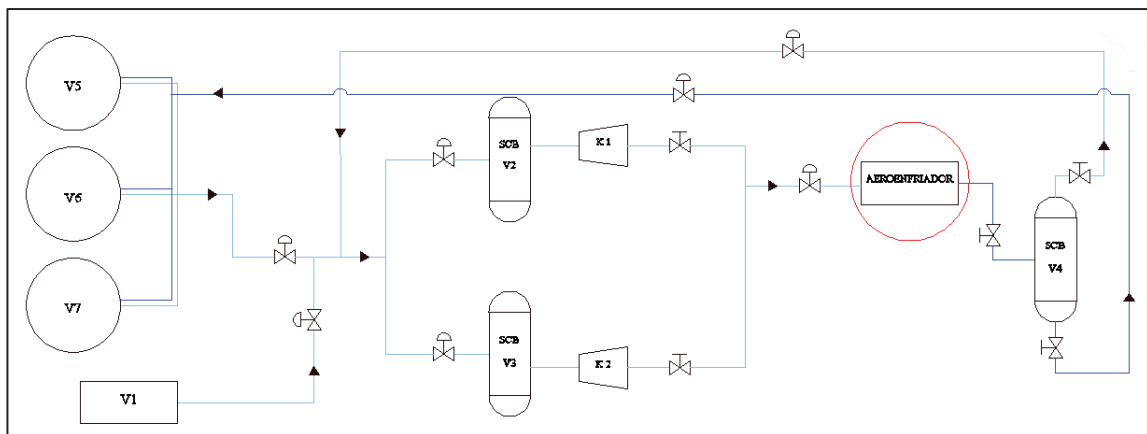 V5
V6
V7
V1
SCB
V2
K 1
SCB
V3
K 2
AEROENFRIADOR
SCB
V4